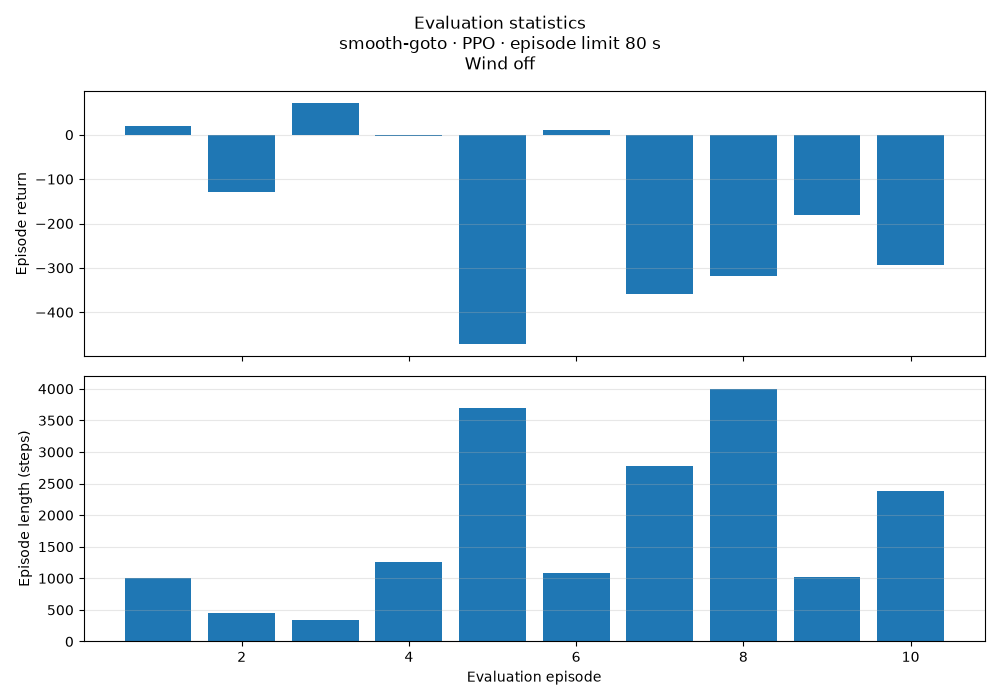 Evaluation statistics
smooth-goto · PPO · episode limit 80 s
Wind off
Episode return
0
−100
−200
−300
−400
Episode length (steps)
4000
3500
3000
2500
2000
1500
1000
500
0
2 4 6 8 10
Evaluation episode